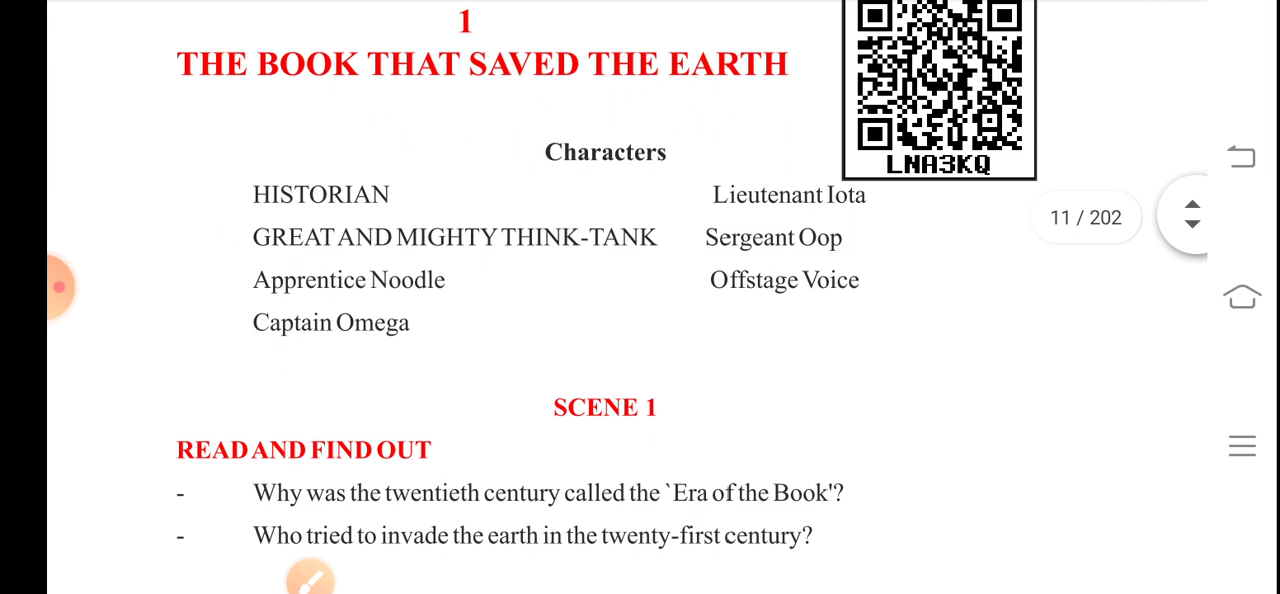 1
THE BOOK THAT SAVED THE EARTH
LNA3KQ
Characters
HISTORIAN Lieutenant Iota
GREAT AND MIGHTY THINK-TANK Sergeant Oop
Apprentice Noodle Offstage Voice
Captain Omega
11 / 202
SCENE 1
READ AND FIND OUT
- Why was the twentieth century called the `Era of the Book'?
- Who tried to invade the earth in the twenty-first century?